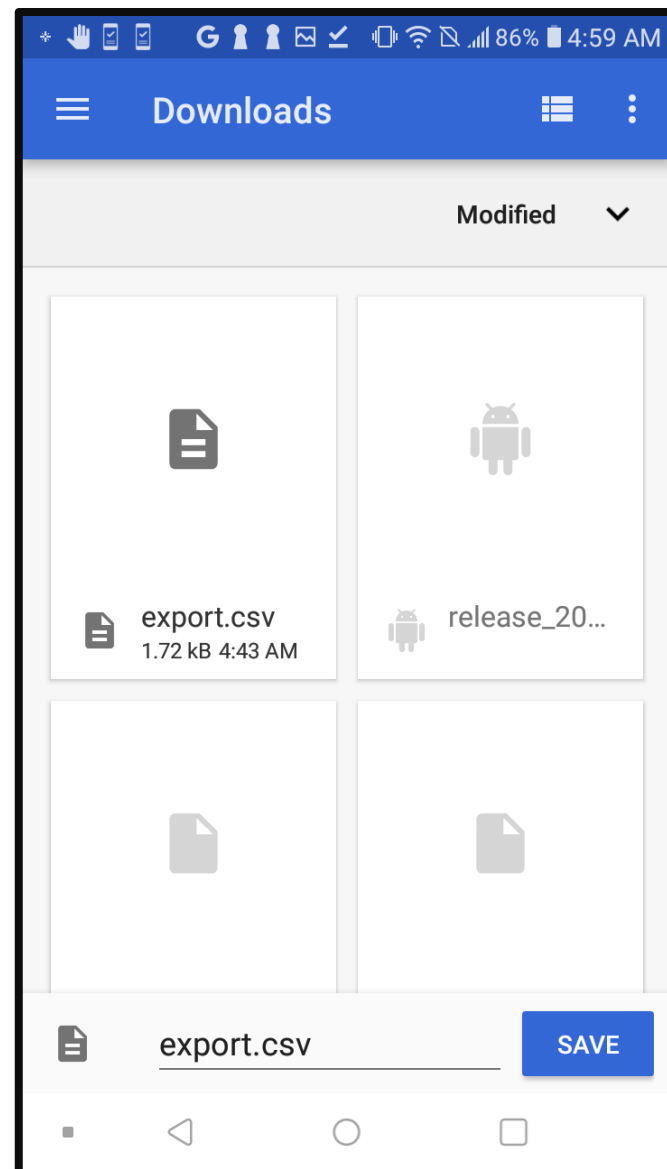 G 86% 4:59 AM
Downloads
Modified
export.csv
1.72 kB 4:43 AM
release_20...
export.csv
SAVE